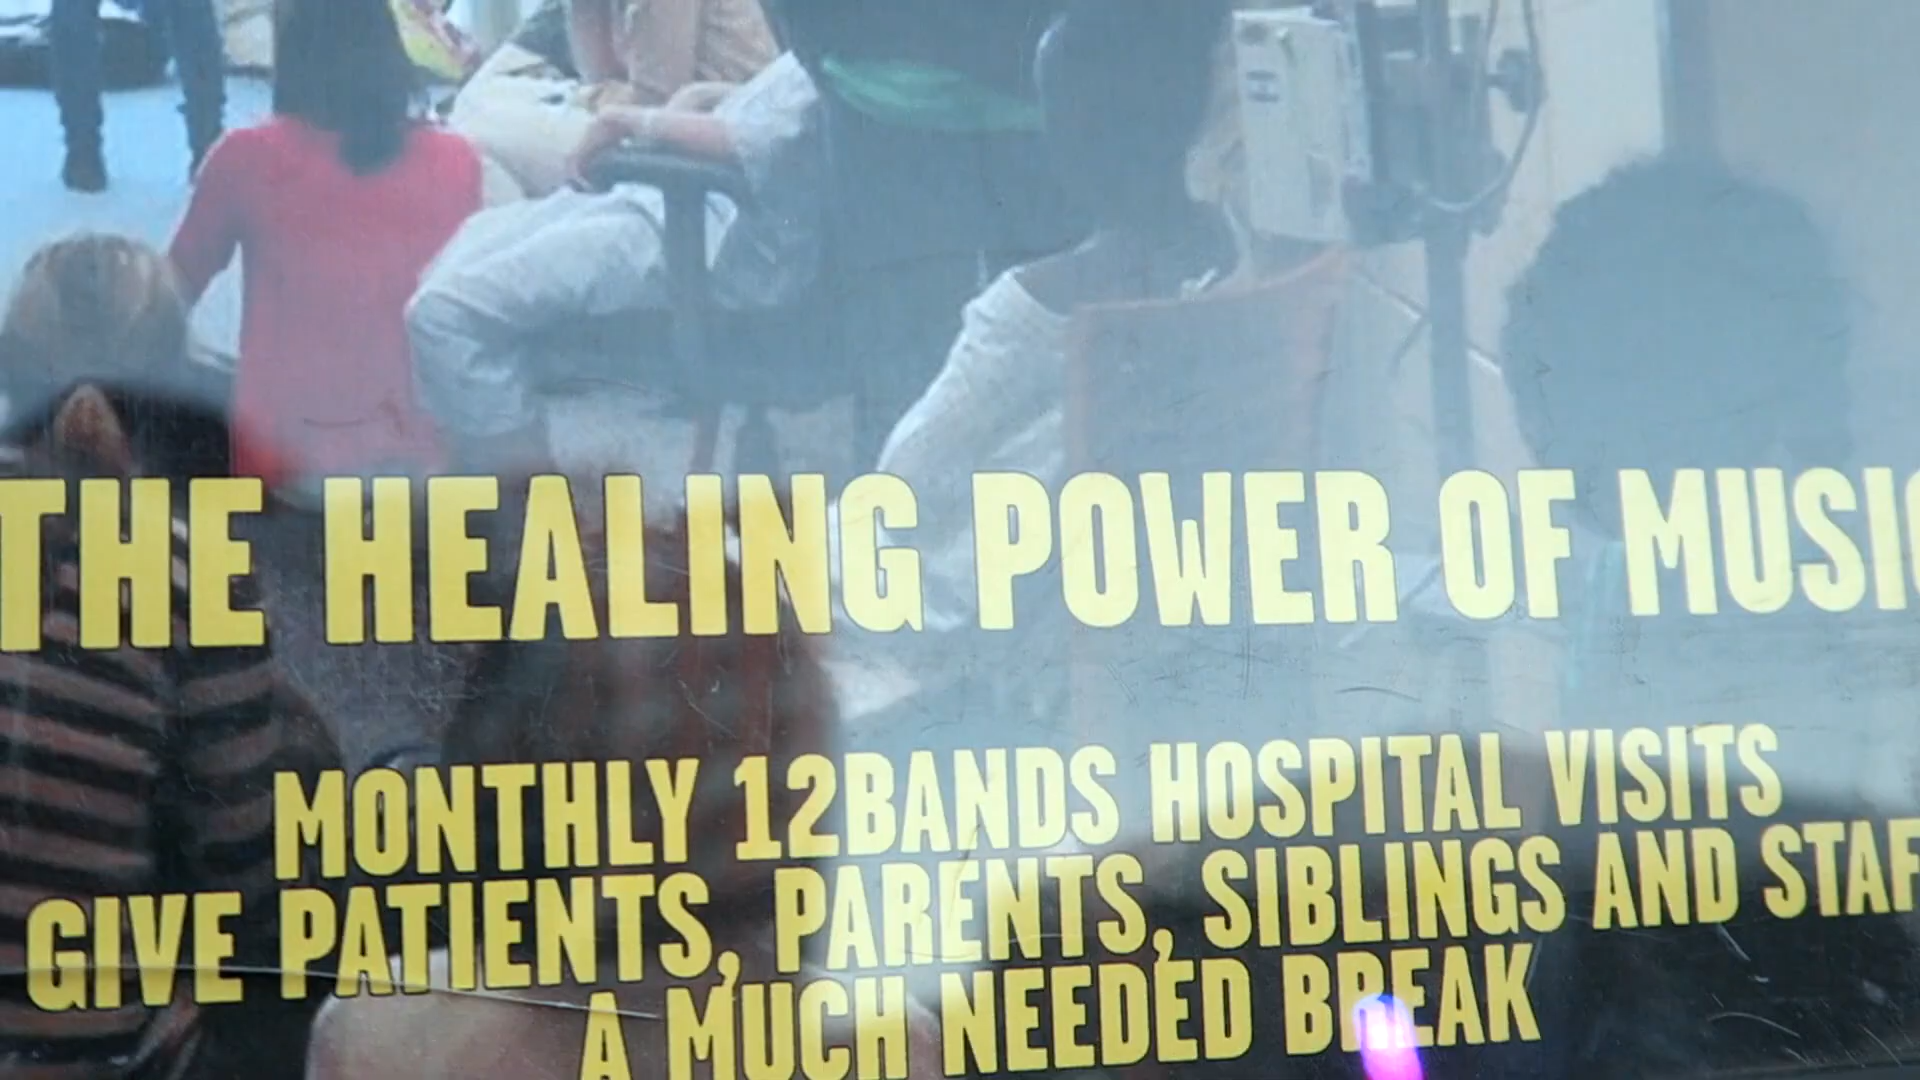 THE HEALING POWER OF MUSIC
MONTHLY 12BANDS HOSPITAL VISITS
GIVE PATIENTS, PARENTS, SIBLINGS AND STAF
A MUCH NEEDED BREAK